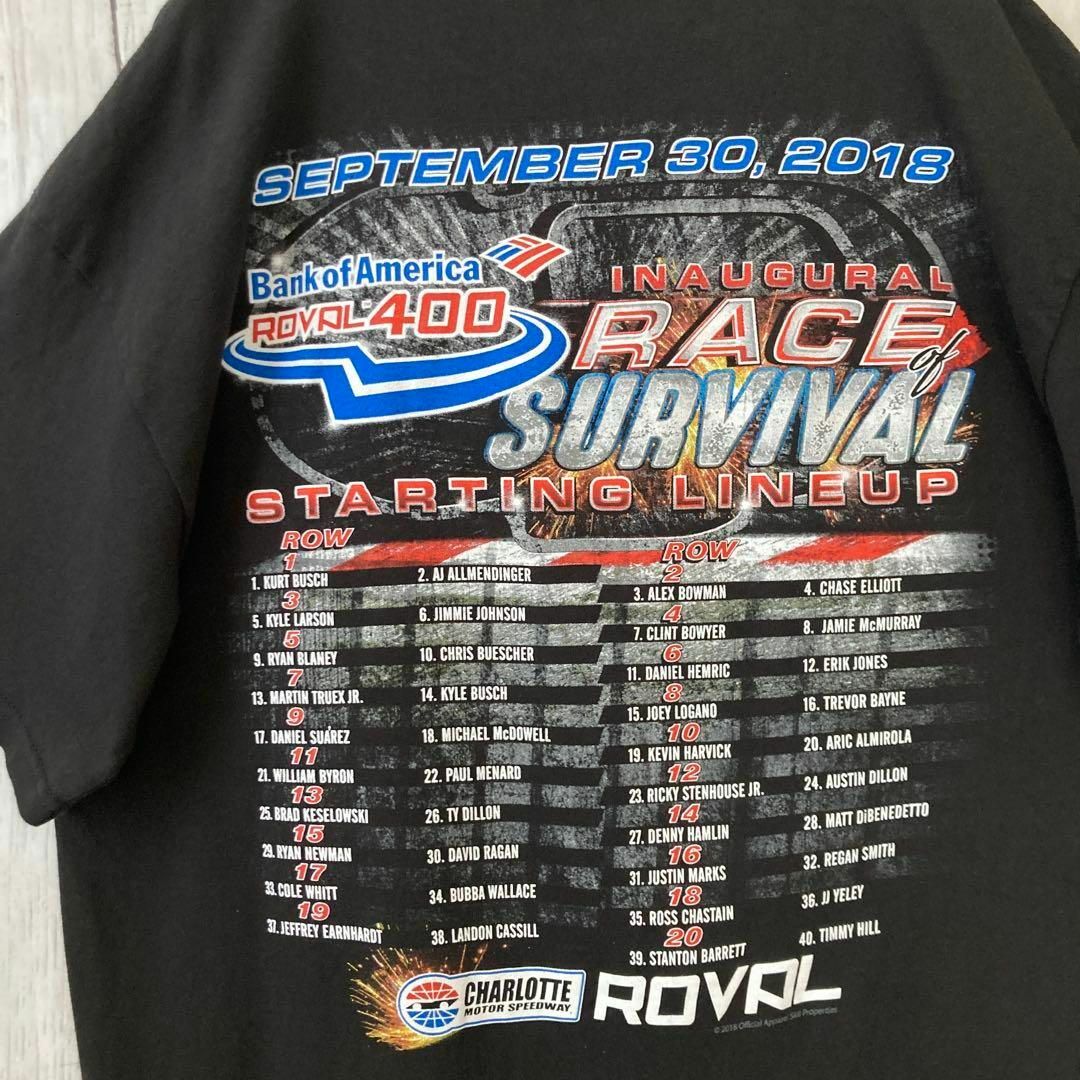 SEPTEMBER 30, 2018
Bank of America
ROVAL™ 400
INAUGURAL
RACE of
SURVIVAL
STARTING LINEUP
ROW ROW
1 2
1. KURT BUSCH 2. AJ ALLMENDINGER 3. ALEX BOWMAN 4. CHASE ELLIOTT
3 4
5. KYLE LARSON 6. JIMMIE JOHNSON 7. CLINT BOWYER 8. JAMIE McMURRAY
5 6
9. RYAN BLANEY 10. CHRIS BUESCHER 11. DANIEL HEMRIC 12. ERIK JONES
7 8
13. MARTIN TRUEX JR. 14. KYLE BUSCH 15. JOEY LOGANO 16. TREVOR BAYNE
9 10
17. DANIEL SUÁREZ 18. MICHAEL McDOWELL 19. KEVIN HARVICK 20. ARIC ALMIROLA
11 12
21. WILLIAM BYRON 22. PAUL MENARD 23. RICKY STENHOUSE JR. 24. AUSTIN DILLON
13 14
25. BRAD KESELOWSKI 26. TY DILLON 27. DENNY HAMLIN 28. MATT DiBENEDETTO
15 16
29. RYAN NEWMAN 30. DAVID RAGAN 31. JUSTIN MARKS 32. REGAN SMITH
17 18
33. COLE WHITT 34. BUBBA WALLACE 35. ROSS CHASTAIN 36. JJ YELEY
19 20
37. JEFFREY EARNHARDT 38. LANDON CASSILL 39. STANTON BARRETT 40. TIMMY HILL
CHARLOTTE
MOTOR SPEEDWAY
ROVAL
© 2018 Official Apparel SMI Properties